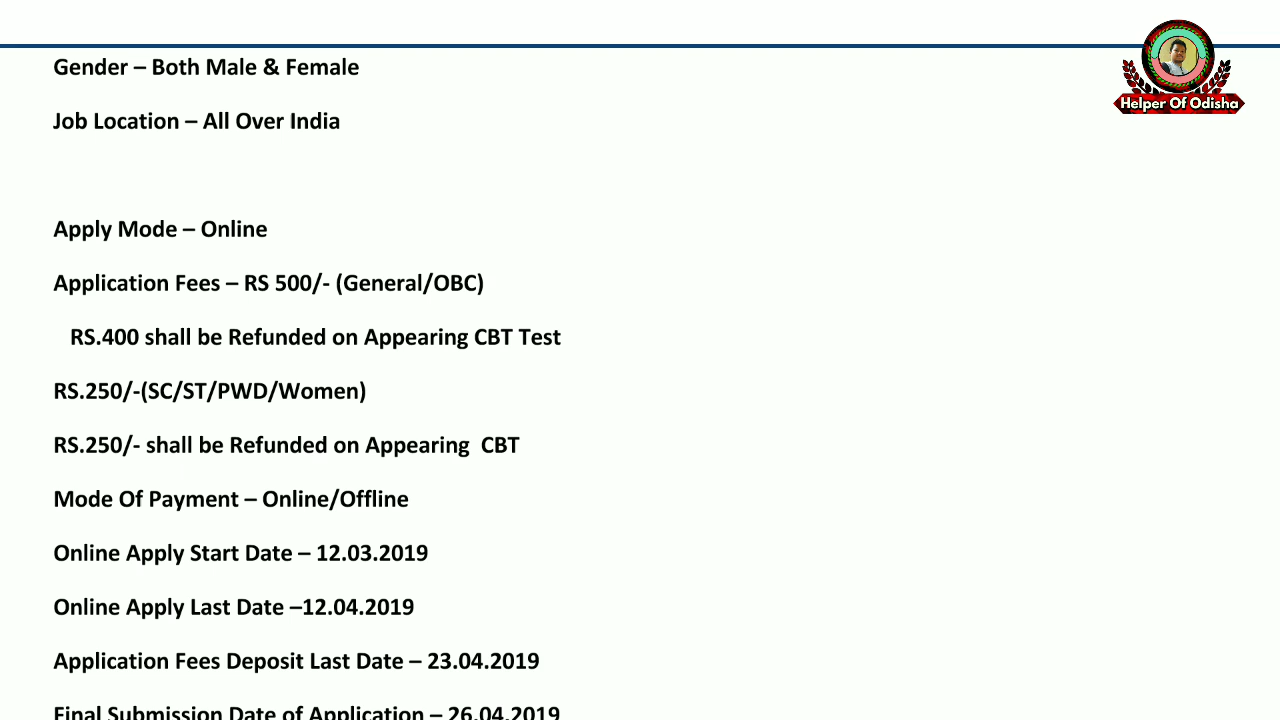 Gender – Both Male & Female
Helper Of Odisha
Job Location – All Over India
Apply Mode – Online
Application Fees – RS 500/- (General/OBC)
RS.400 shall be Refunded on Appearing CBT Test
RS.250/-(SC/ST/PWD/Women)
RS.250/- shall be Refunded on Appearing  CBT
Mode Of Payment – Online/Offline
Online Apply Start Date – 12.03.2019
Online Apply Last Date –12.04.2019
Application Fees Deposit Last Date – 23.04.2019
Final Submission Date of Application – 26.04.2019